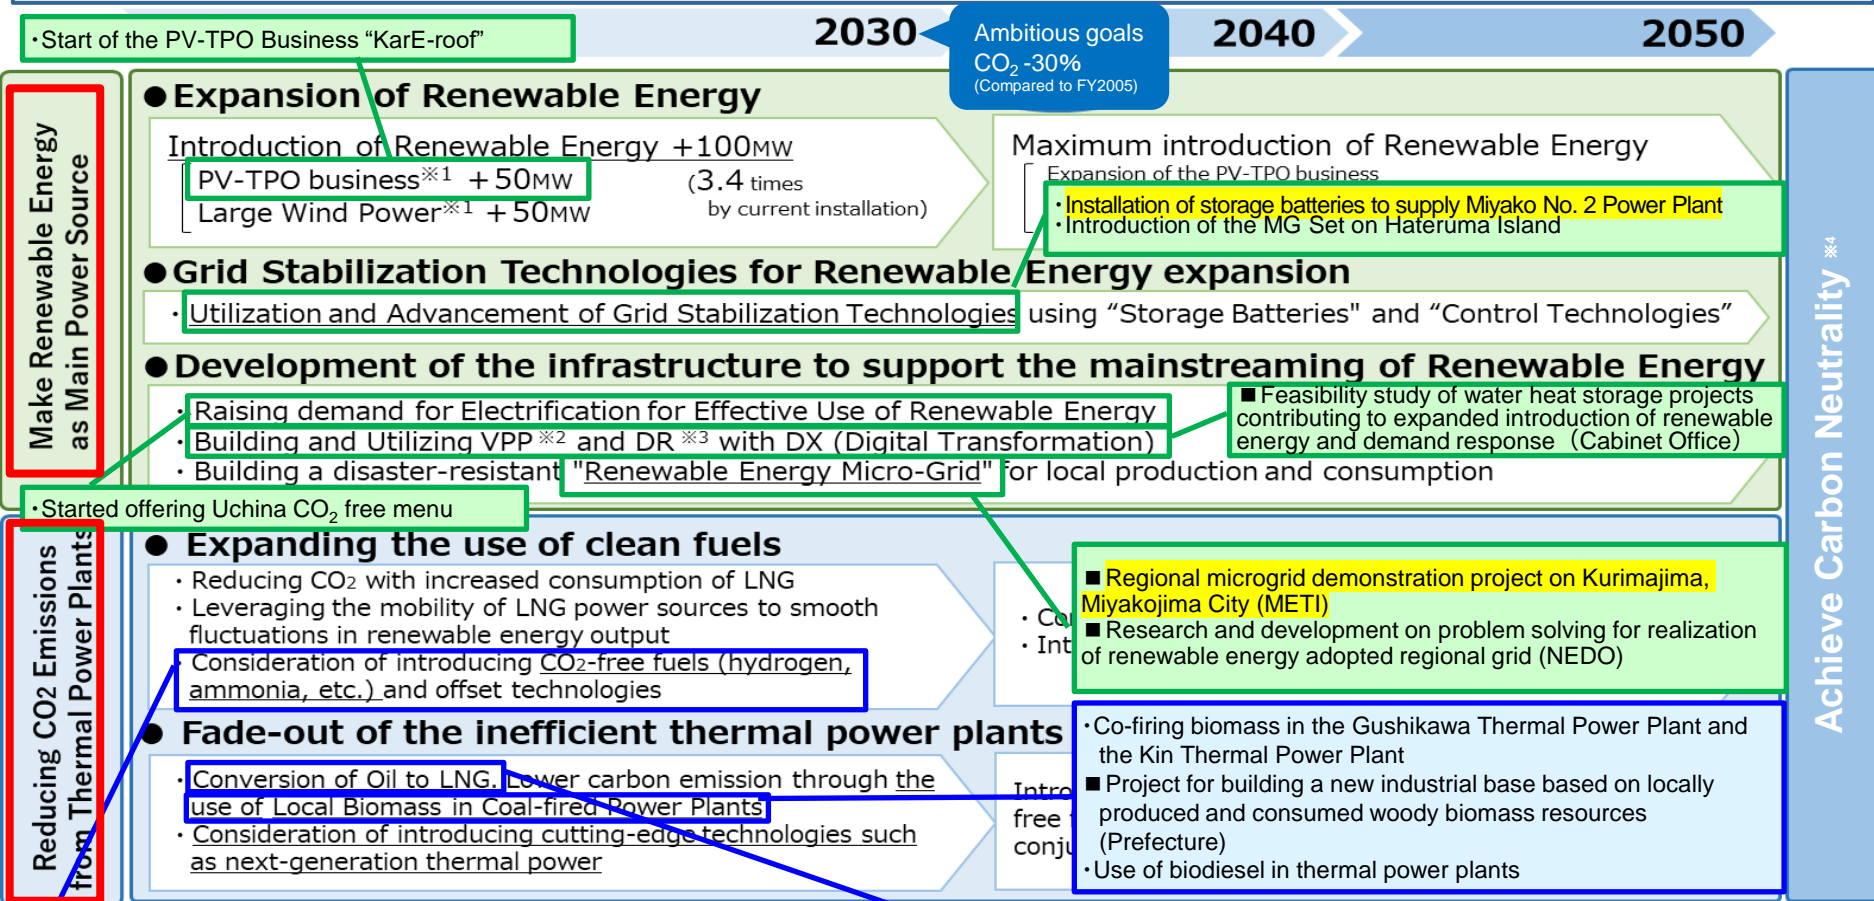 ・Start of the PV-TPO Business “KarE-roof”
2030
Ambitious goals
CO2 -30%
(Compared to FY2005)
2040
2050
Make Renewable Energy
as Main Power Source
●Expansion of Renewable Energy
Introduction of Renewable Energy +100MW
PV-TPO business※1 +50MW
Large Wind Power※1 +50MW
(3.4 times
by current installation)
Maximum introduction of Renewable Energy
Expansion of the PV-TPO business
・Installation of storage batteries to supply Miyako No. 2 Power Plant
・Introduction of the MG Set on Hateruma Island
●Grid Stabilization Technologies for Renewable Energy expansion
・Utilization and Advancement of Grid Stabilization Technologies using “Storage Batteries" and “Control Technologies”
●Development of the infrastructure to support the mainstreaming of Renewable Energy
・Raising demand for Electrification for Effective Use of Renewable Energy
・Building and Utilizing VPP※2 and DR※3 with DX (Digital Transformation)
・Building a disaster-resistant "Renewable Energy Micro-Grid" for local production and consumption
■Feasibility study of water heat storage projects
contributing to expanded introduction of renewable
energy and demand response（Cabinet Office）
・Started offering Uchina CO2 free menu
Reducing CO2 Emissions
from Thermal Power Plants
● Expanding the use of clean fuels
・Reducing CO2 with increased consumption of LNG
・Leveraging the mobility of LNG power sources to smooth
fluctuations in renewable energy output
・Consideration of introducing CO2-free fuels (hydrogen,
ammonia, etc.) and offset technologies
■Regional microgrid demonstration project on Kurimajima,
Miyakojima City (METI)
■Research and development on problem solving for realization
of renewable energy adopted regional grid (NEDO)
● Fade-out of the inefficient thermal power plants
・Conversion of Oil to LNG. Lower carbon emission through the
use of Local Biomass in Coal-fired Power Plants
・Consideration of introducing cutting-edge technologies such
as next-generation thermal power
free
・Co-firing biomass in the Gushikawa Thermal Power Plant and
the Kin Thermal Power Plant
■Project for building a new industrial base based on locally
produced and consumed woody biomass resources
(Prefecture)
・Use of biodiesel in thermal power plants
Achieve Carbon Neutrality ※4